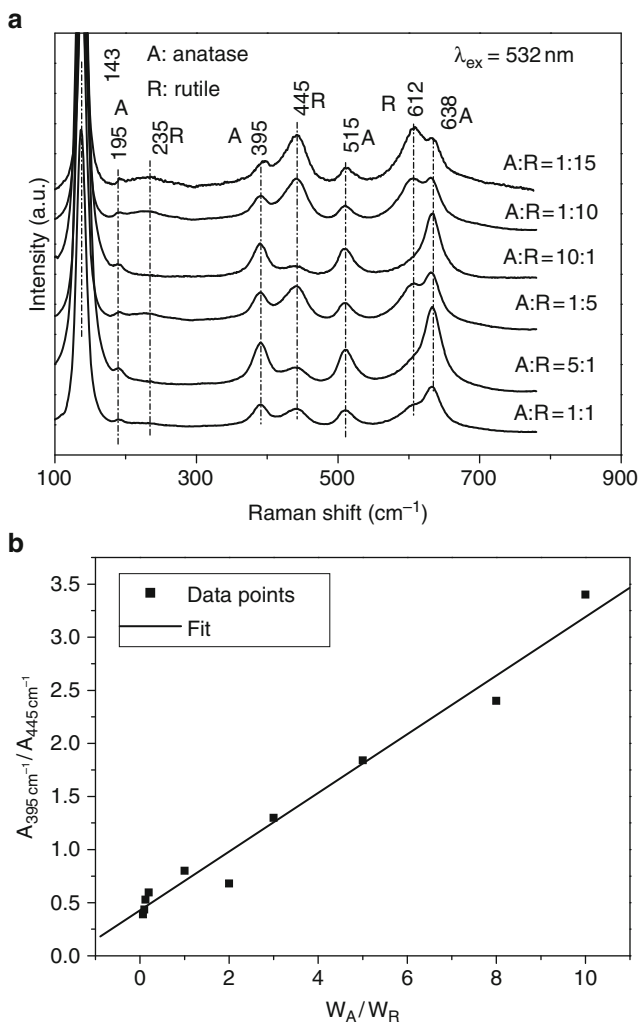 a
A: anatase
R: rutile
λex = 532 nm
143
A
195
235 R
A
395
445 R
515 A
R
612
638 A
A:R=1:15
A:R=1:10
A:R=10:1
A:R=1:5
A:R=5:1
A:R=1:1
Intensity (a.u.)
100 300 500 700 900
Raman shift (cm−1)
b
3.5
3.0
2.5
2.0
1.5
1.0
0.5
0.0
Data points
Fit
A395 cm−1/A445 cm−1
0 2 4 6 8 10
WA/WR